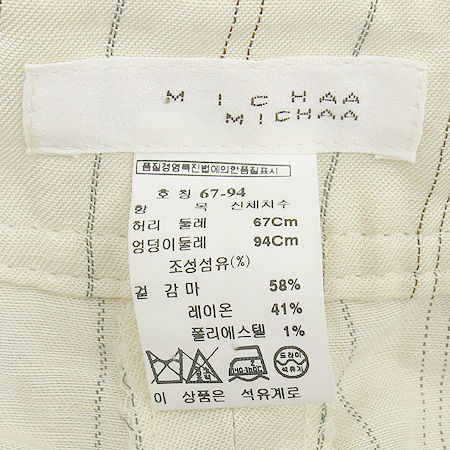 MICHAA
MICHAA
품질경영촉진법에의한품질표시
호 칭 67-94
항 목 신체치수
허리 둘레 67Cm
엉덩이둘레 94Cm
조성섬유(%)
겉 감 마 58%
레이온 41%
폴리에스텔 1%
드라이
석유계
이 상품은 석유계로